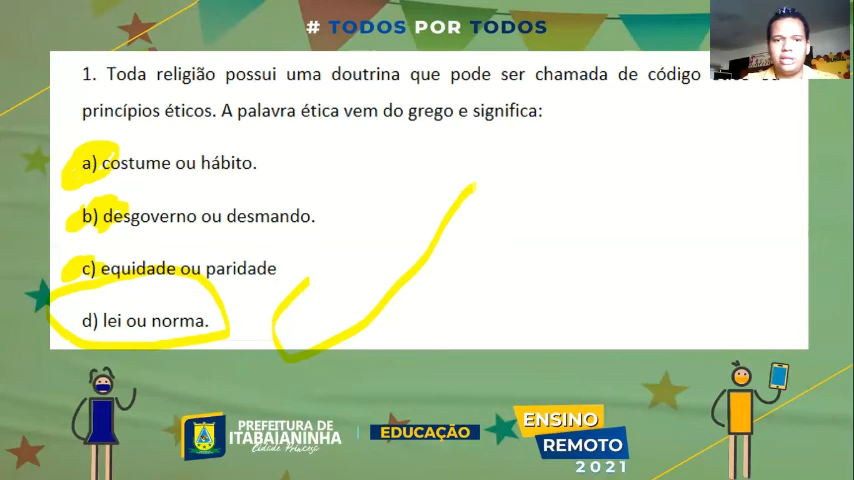 # TODOS POR TODOS
1. Toda religião possui uma doutrina que pode ser chamada de código
princípios éticos. A palavra ética vem do grego e significa:
a) costume ou hábito.
b) desgoverno ou desmando.
c) equidade ou paridade
d) lei ou norma.
PREFEITURA DE
ITABAIANINHA
Cidade Princesa
EDUCAÇÃO
ENSINO
REMOTO
2021